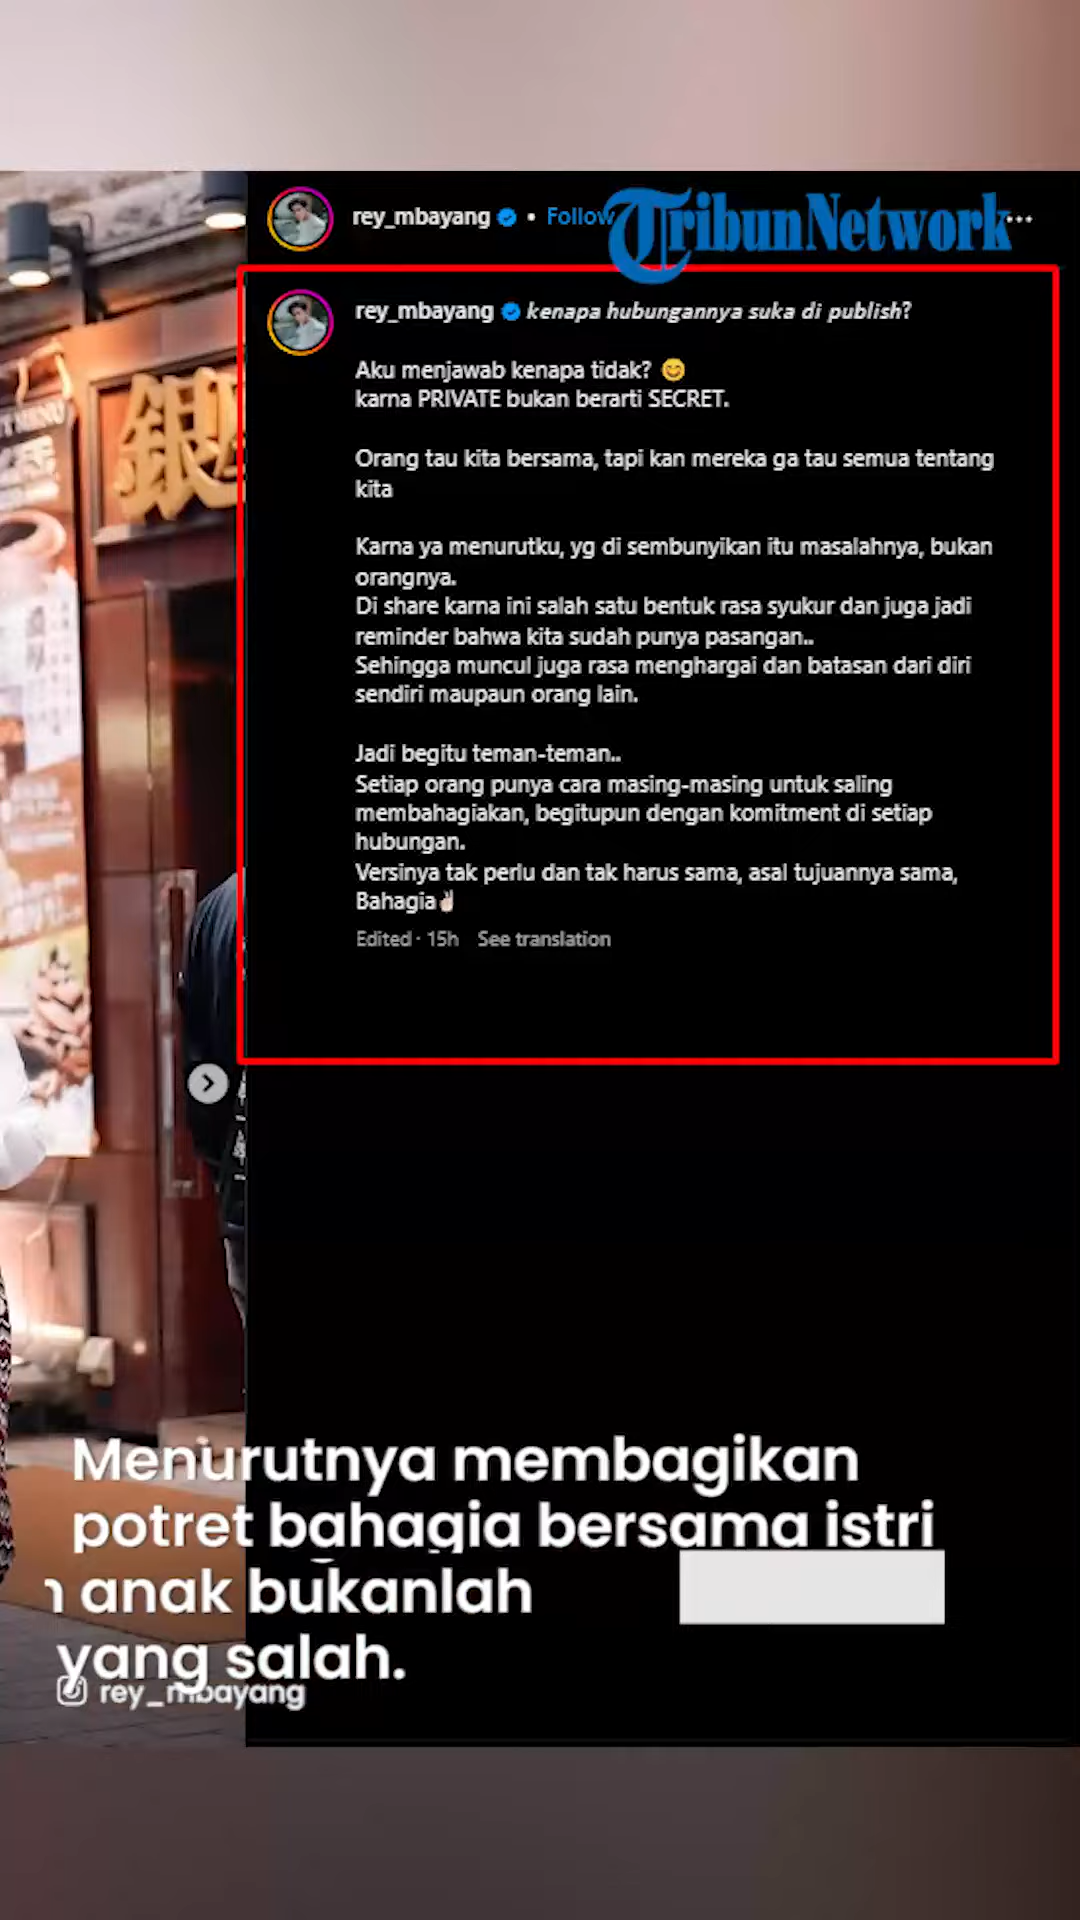 rey_mbayang • Follow
TribunNetwork
rey_mbayang kenapa hubungannya suka di publish?
Aku menjawab kenapa tidak? 😊
karna PRIVATE bukan berarti SECRET.
Orang tau kita bersama, tapi kan mereka ga tau semua tentang
kita
Karna ya menurutku, yg di sembunyikan itu masalahnya, bukan
orangnya.
Di share karna ini salah satu bentuk rasa syukur dan juga jadi
reminder bahwa kita sudah punya pasangan..
Sehingga muncul juga rasa menghargai dan batasan dari diri
sendiri maupaun orang lain.
Jadi begitu teman-teman..
Setiap orang punya cara masing-masing untuk saling
membahagiakan, begitupun dengan komitment di setiap
hubungan.
Versinya tak perlu dan tak harus sama, asal tujuannya sama,
Bahagia✌🏻
Edited · 15h See translation
銀
Menurutnya membagikan
potret bahagia bersama istri
anak bukanlah
yang salah.
rey_mbayang